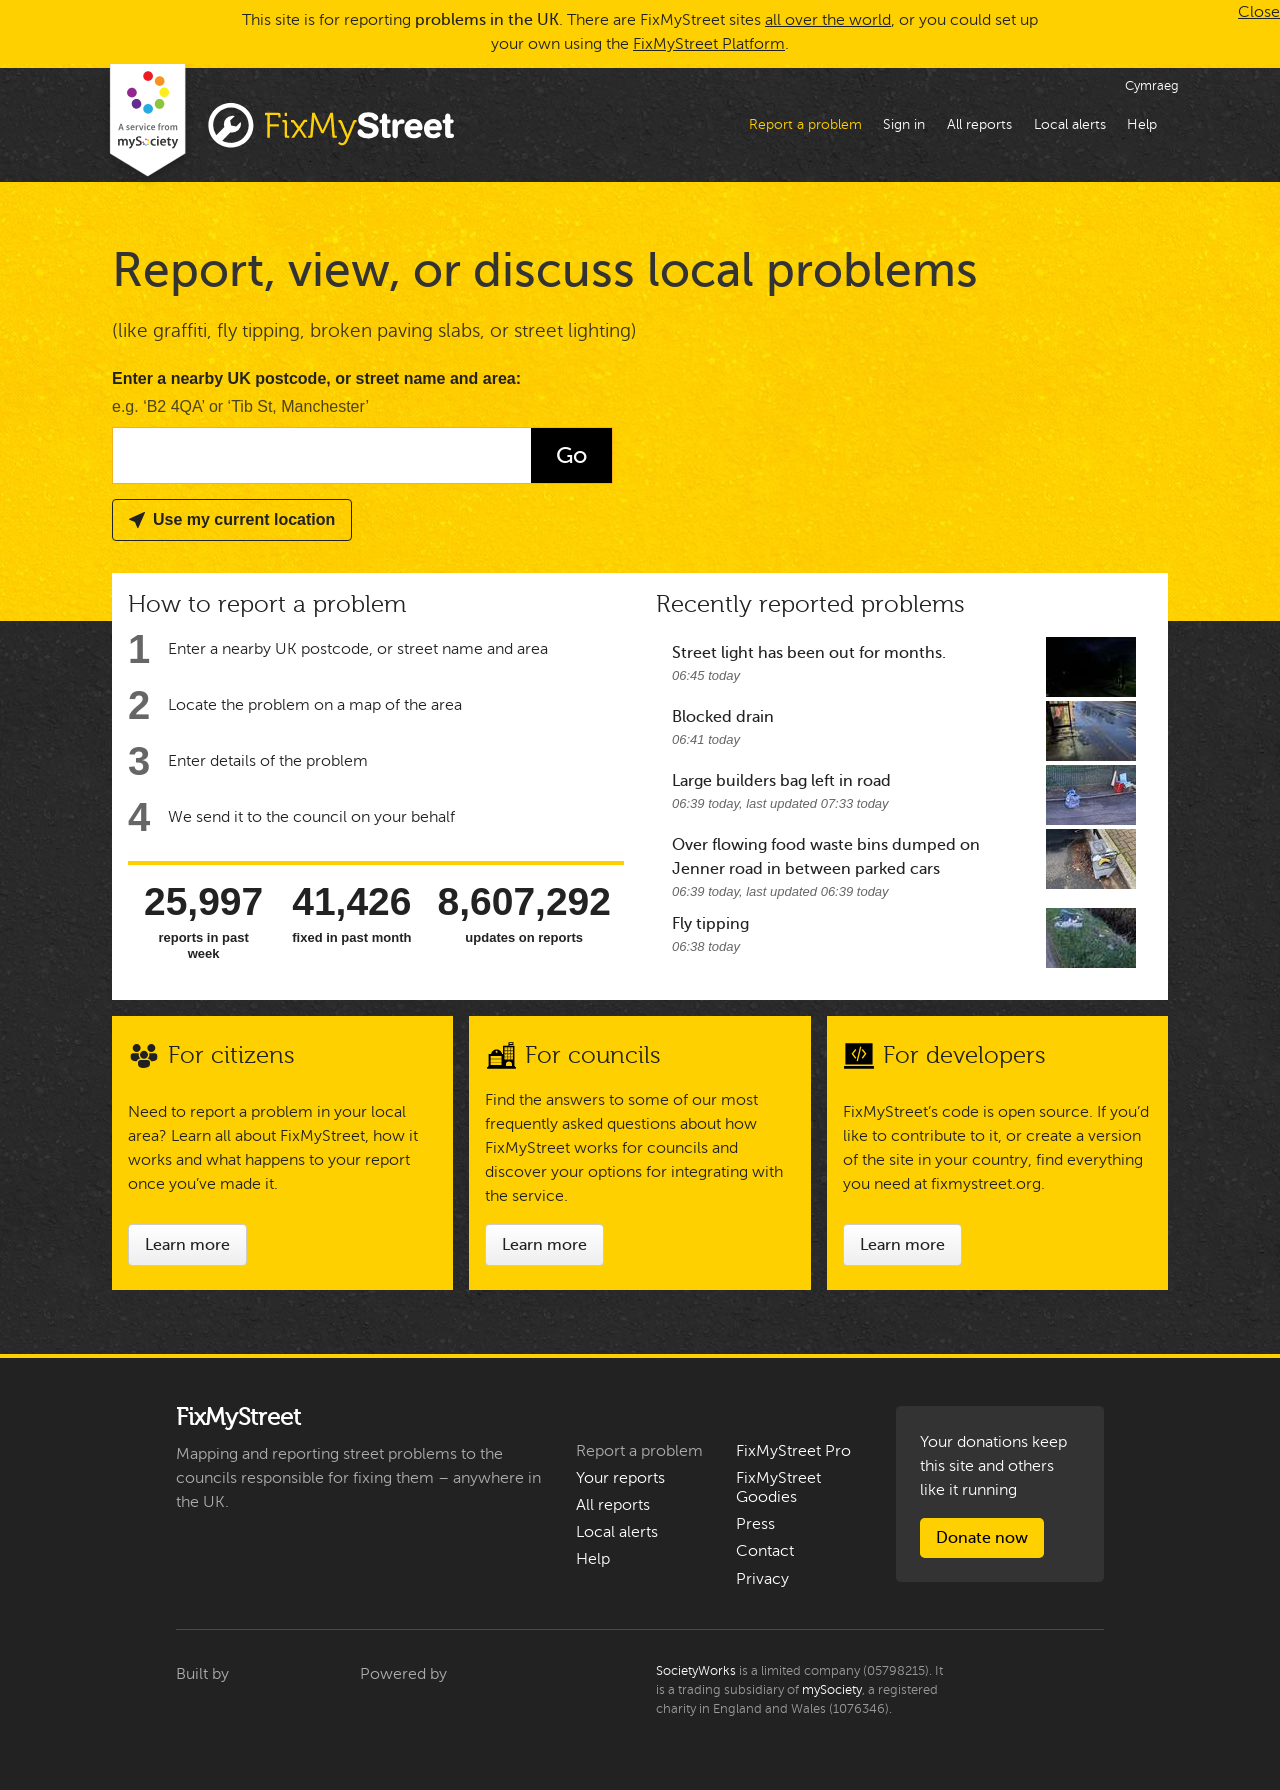 This site is for reporting problems in the UK. There are FixMyStreet sites all over the world, or you could set up
your own using the FixMyStreet Platform.
Close
Cymraeg
A service from
mySociety
FixMyStreet
Report a problem
Sign in
All reports
Local alerts
Help
Report, view, or discuss local problems
(like graffiti, fly tipping, broken paving slabs, or street lighting)
Enter a nearby UK postcode, or street name and area:
e.g. ‘B2 4QA’ or ‘Tib St, Manchester’
Go
Use my current location
How to report a problem
1 Enter a nearby UK postcode, or street name and area
2 Locate the problem on a map of the area
3 Enter details of the problem
4 We send it to the council on your behalf
25,997
reports in past
week
41,426
fixed in past month
8,607,292
updates on reports
Recently reported problems
Street light has been out for months.
06:45 today
Blocked drain
06:41 today
Large builders bag left in road
06:39 today, last updated 07:33 today
Over flowing food waste bins dumped on
Jenner road in between parked cars
06:39 today, last updated 06:39 today
Fly tipping
06:38 today
For citizens
Need to report a problem in your local
area? Learn all about FixMyStreet, how it
works and what happens to your report
once you’ve made it.
Learn more
For councils
Find the answers to some of our most
frequently asked questions about how
FixMyStreet works for councils and
discover your options for integrating with
the service.
Learn more
For developers
FixMyStreet’s code is open source. If you’d
like to contribute to it, or create a version
of the site in your country, find everything
you need at fixmystreet.org.
Learn more
FixMyStreet
Mapping and reporting street problems to the
councils responsible for fixing them – anywhere in
the UK.
Report a problem
Your reports
All reports
Local alerts
Help
FixMyStreet Pro
FixMyStreet
Goodies
Press
Contact
Privacy
Your donations keep
this site and others
like it running
Donate now
Built by
Powered by
SocietyWorks is a limited company (05798215). It
is a trading subsidiary of mySociety, a registered
charity in England and Wales (1076346).